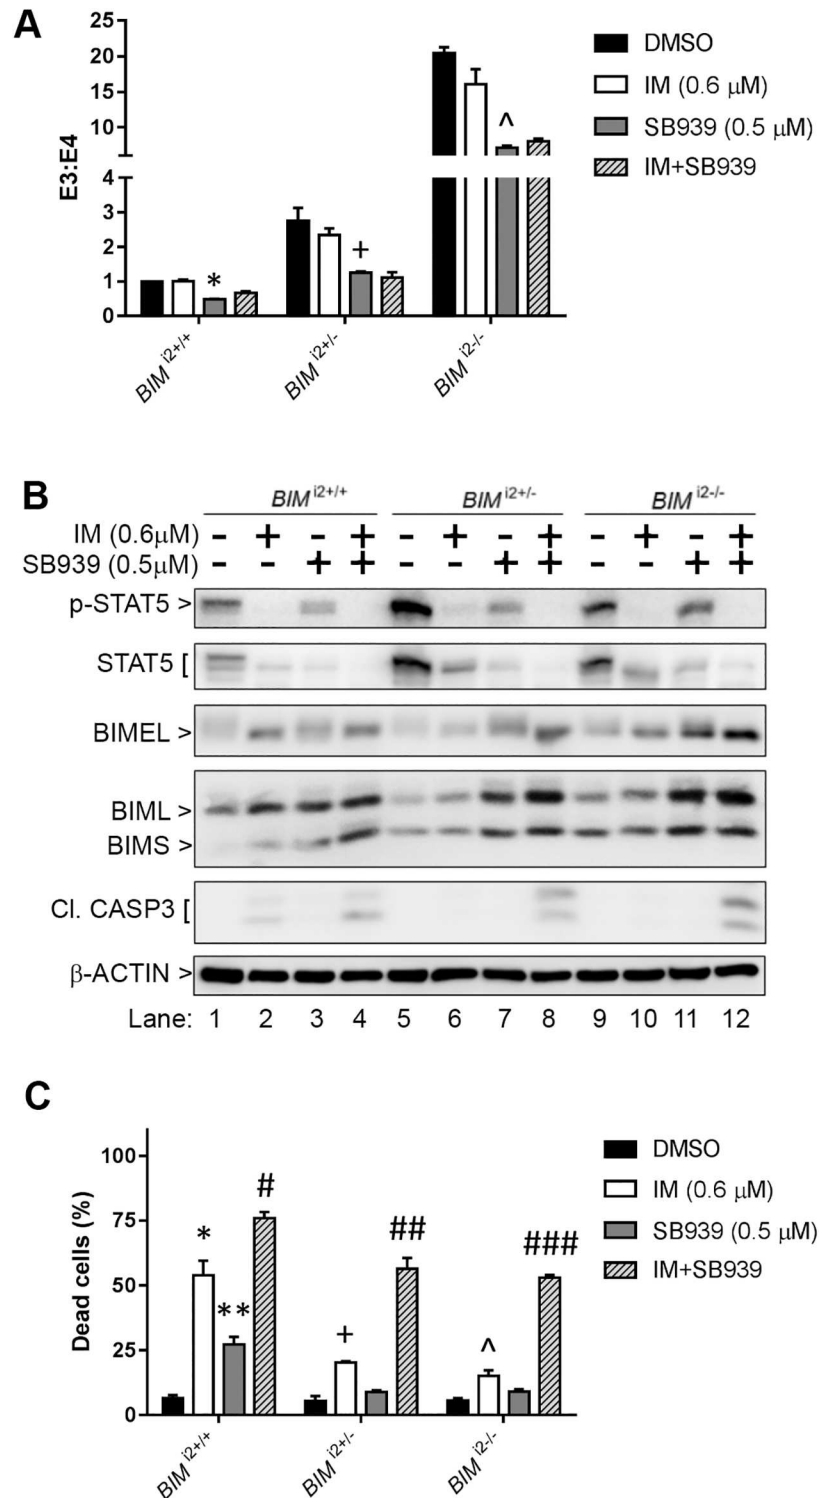 A
25
20
15
10
4
3
2
1
0
E3:E4
*
+
^
DMSO
IM (0.6 µM)
SB939 (0.5 µM)
IM+SB939
BIM i2+/+
BIM i2+/-
BIM i2-/-
B
BIM i2+/+ BIM i2+/- BIM i2-/-
IM (0.6µM) - + - + - + - + - + - +
SB939 (0.5µM) - - + + - - + + - - + +
p-STAT5 >
STAT5 [
BIMEL >
BIML >
BIMS >
Cl. CASP3 [
β-ACTIN >
Lane: 1 2 3 4 5 6 7 8 9 10 11 12
C
100
75
50
25
0
Dead cells (%)
*
**
#
+
##
^
###
DMSO
IM (0.6 µM)
SB939 (0.5 µM)
IM+SB939
BIM i2+/+
BIM i2+/-
BIM i2-/-